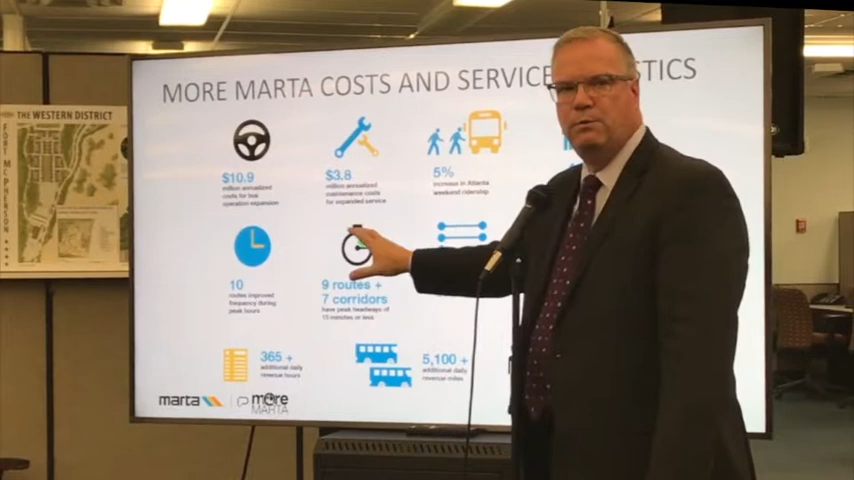 MORE MARTA COSTS AND SERVICE STICS
THE WESTERN DISTRICT
FORT MCPHERSON
$10.9
million annualized
costs for bus
operation expansion
$3.8
million annualized
maintenance costs
for expanded service
5%
increase in Atlanta
weekend ridership
10
routes improved
frequency during
peak hours
9 routes +
7 corridors
have peak headways of
15 minutes or less
365 +
additional daily
revenue hours
5,100 +
additional daily
revenue miles
marta
more
MARTA